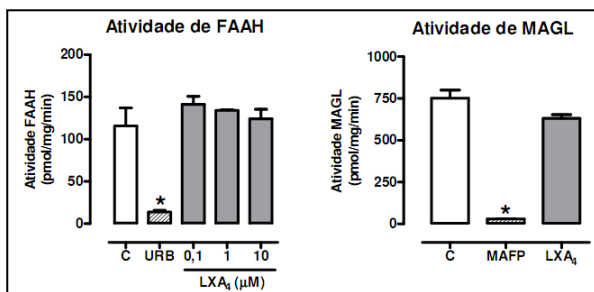 Atividade de FAAH
Atividade FAAH
(pmol/mg/min)
200
150
100
50
0
*
C URB 0,1 1 10
LXA₄ (μM)
Atividade de MAGL
Atividade MAGL
(pmol/mg/min)
1000
750
500
250
0
*
C MAFP LXA₄